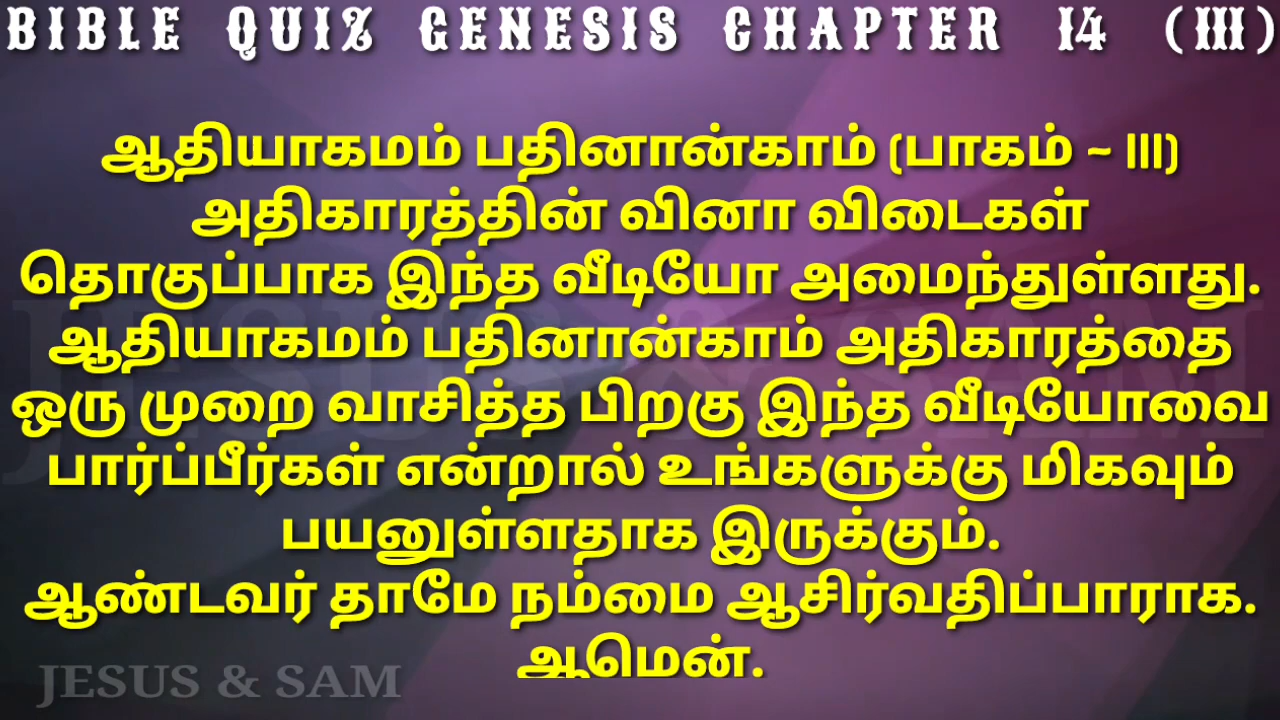 BIBLE QUIZ GENESIS CHAPTER 14 (III)
ஆதியாகமம் பதினான்காம் (பாகம் ~ III)
அதிகாரத்தின் வினா விடைகள்
தொகுப்பாக இந்த வீடியோ அமைந்துள்ளது.
ஆதியாகமம் பதினான்காம் அதிகாரத்தை
ஒரு முறை வாசித்த பிறகு இந்த வீடியோவை
பார்ப்பீர்கள் என்றால் உங்களுக்கு மிகவும்
பயனுள்ளதாக இருக்கும்.
ஆண்டவர் தாமே நம்மை ஆசிர்வதிப்பாராக.
ஆமென்.
JESUS & SAM
JESUS & SAM